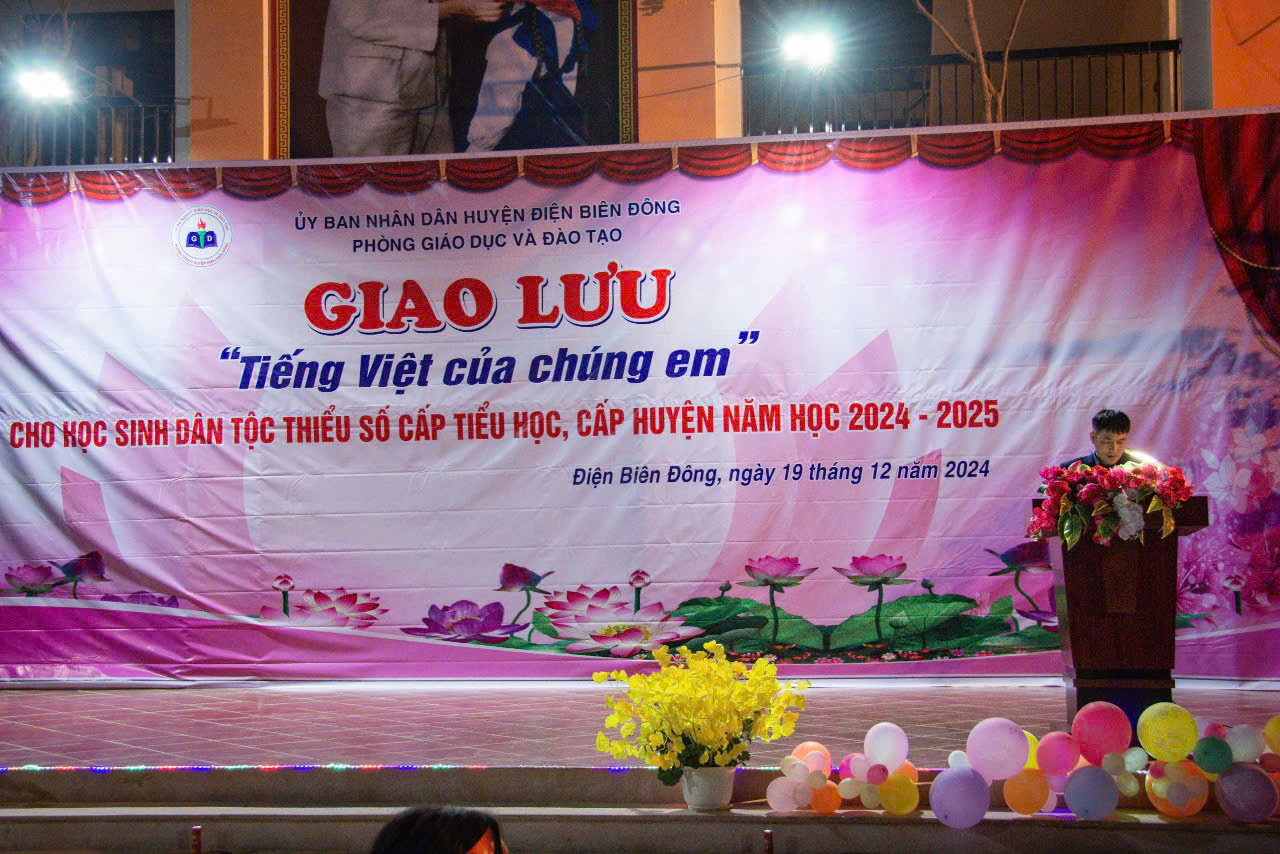 ỦY BAN NHÂN DÂN HUYỆN ĐIỆN BIÊN ĐÔNG
PHÒNG GIÁO DỤC VÀ ĐÀO TẠO
GIAO LƯU
“Tiếng Việt của chúng em”
CHO HỌC SINH DÂN TỘC THIỂU SỐ CẤP TIỂU HỌC, CẤP HUYỆN NĂM HỌC 2024 - 2025
Điện Biên Đông, ngày 19 tháng 12 năm 2024
G D